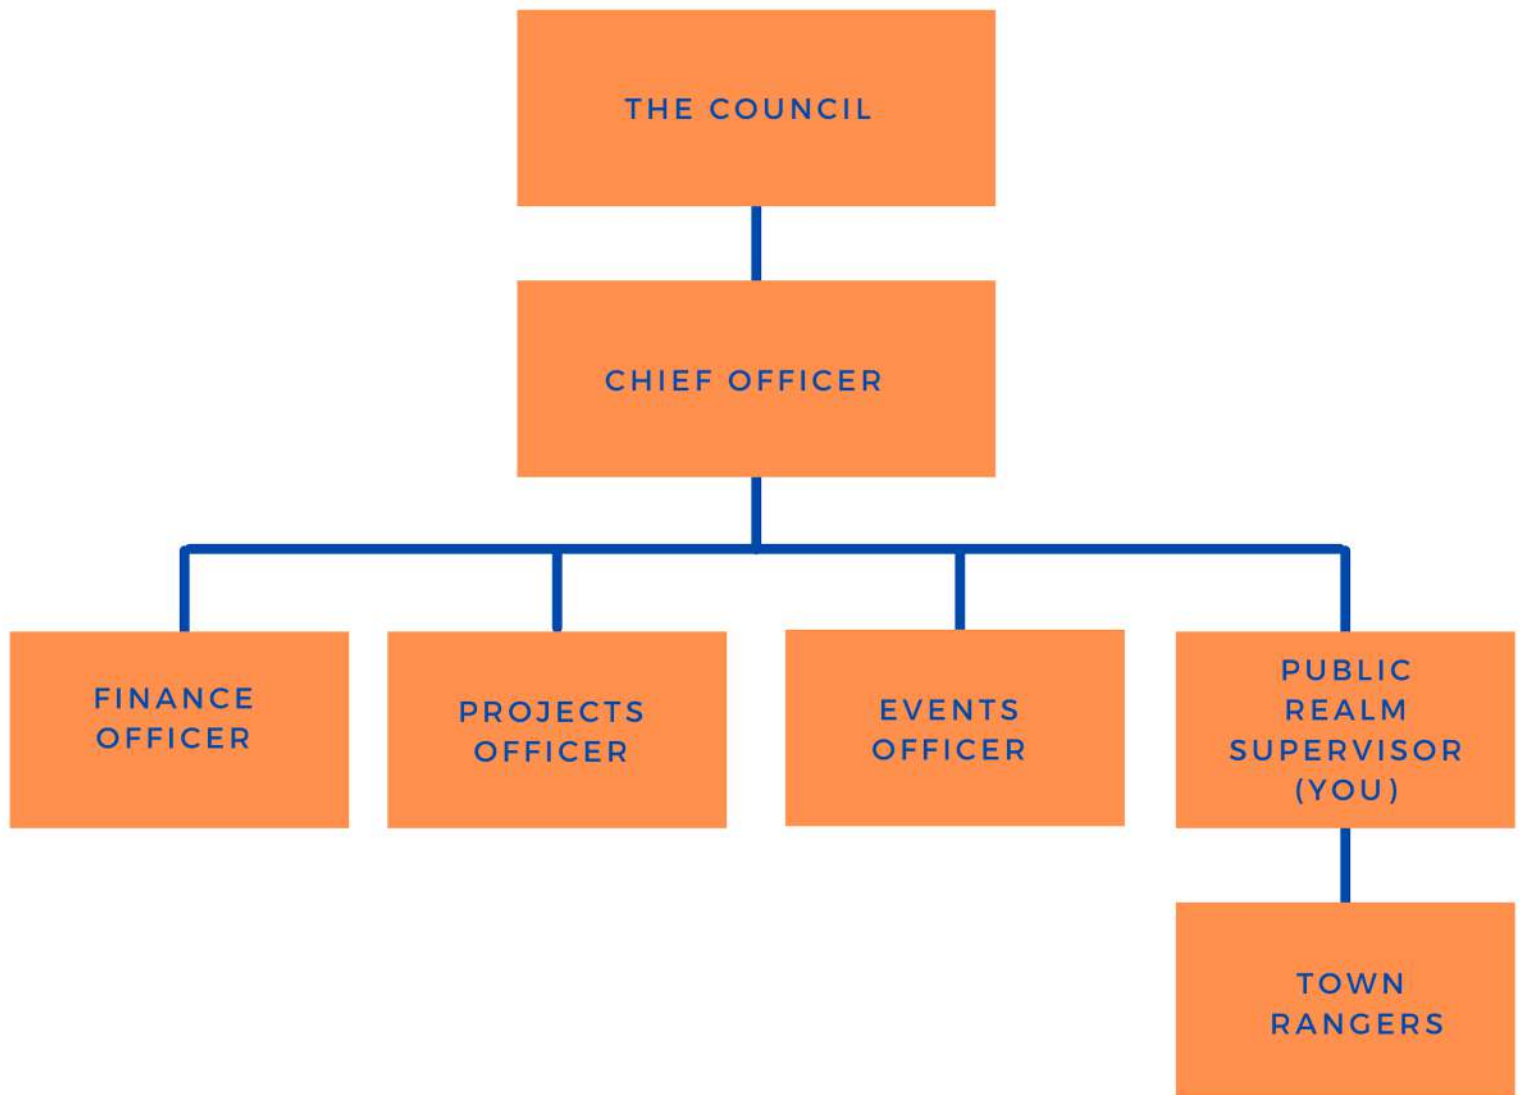 THE COUNCIL
CHIEF OFFICER
FINANCE
OFFICER
PROJECTS
OFFICER
EVENTS
OFFICER
PUBLIC
REALM
SUPERVISOR
(YOU)
TOWN
RANGERS